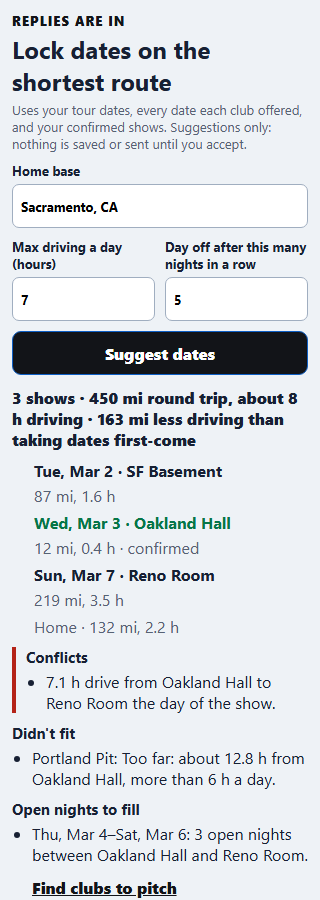 REPLIES ARE IN
Lock dates on the
shortest route
Uses your tour dates, every date each club offered,
and your confirmed shows. Suggestions only:
nothing is saved or sent until you accept.
Home base
Sacramento, CA
Max driving a day
(hours)
Day off after this many
nights in a row
7
5
Suggest dates
3 shows · 450 mi round trip, about 8
h driving · 163 mi less driving than
taking dates first-come
Tue, Mar 2 · SF Basement
87 mi, 1.6 h
Wed, Mar 3 · Oakland Hall
12 mi, 0.4 h · confirmed
Sun, Mar 7 · Reno Room
219 mi, 3.5 h
Home · 132 mi, 2.2 h
Conflicts
• 7.1 h drive from Oakland Hall to
Reno Room the day of the show.
Didn't fit
• Portland Pit: Too far: about 12.8 h from
Oakland Hall, more than 6 h a day.
Open nights to fill
• Thu, Mar 4–Sat, Mar 6: 3 open nights
between Oakland Hall and Reno Room.
Find clubs to pitch